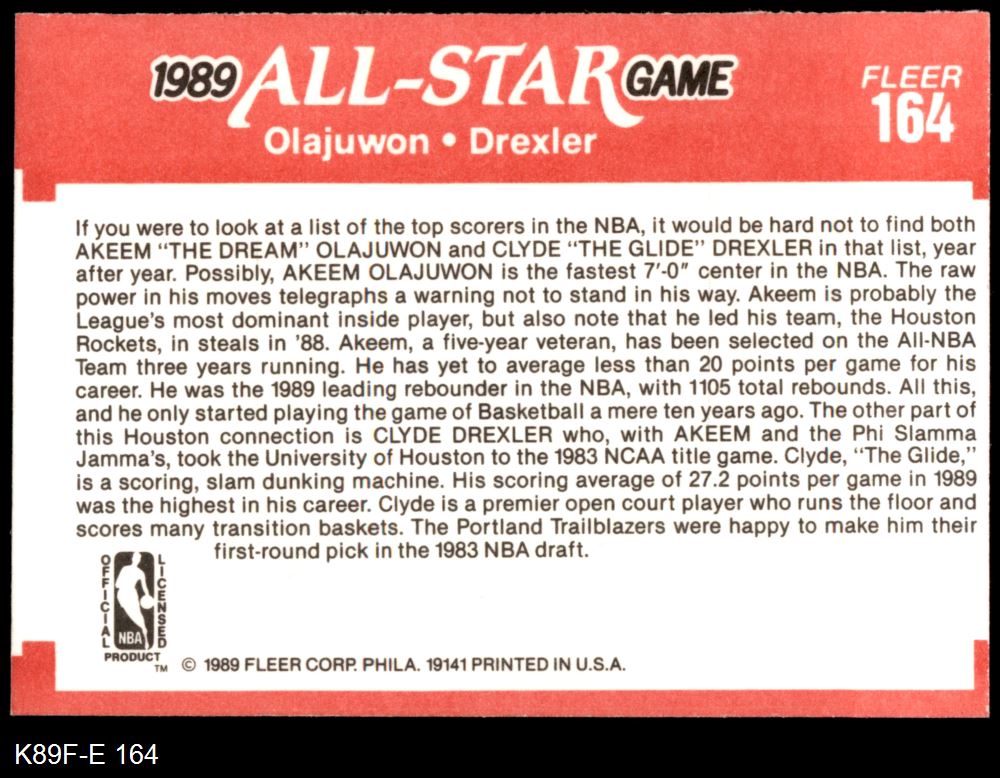 1989 ALL-STAR GAME
FLEER
164
Olajuwon • Drexler
If you were to look at a list of the top scorers in the NBA, it would be hard not to find both
AKEEM “THE DREAM” OLAJUWON and CLYDE “THE GLIDE” DREXLER in that list, year
after year. Possibly, AKEEM OLAJUWON is the fastest 7′-0″ center in the NBA. The raw
power in his moves telegraphs a warning not to stand in his way. Akeem is probably the
League’s most dominant inside player, but also note that he led his team, the Houston
Rockets, in steals in ’88. Akeem, a five-year veteran, has been selected on the All-NBA
Team three years running. He has yet to average less than 20 points per game for his
career. He was the 1989 leading rebounder in the NBA, with 1105 total rebounds. All this,
and he only started playing the game of Basketball a mere ten years ago. The other part of
this Houston connection is CLYDE DREXLER who, with AKEEM and the Phi Slamma
Jamma’s, took the University of Houston to the 1983 NCAA title game. Clyde, “The Glide,”
is a scoring, slam dunking machine. His scoring average of 27.2 points per game in 1989
was the highest in his career. Clyde is a premier open court player who runs the floor and
scores many transition baskets. The Portland Trailblazers were happy to make him their
first-round pick in the 1983 NBA draft.
OFFICIAL
LICENSED
NBA
PRODUCT
TM
© 1989 FLEER CORP. PHILA. 19141 PRINTED IN U.S.A.
K89F-E 164